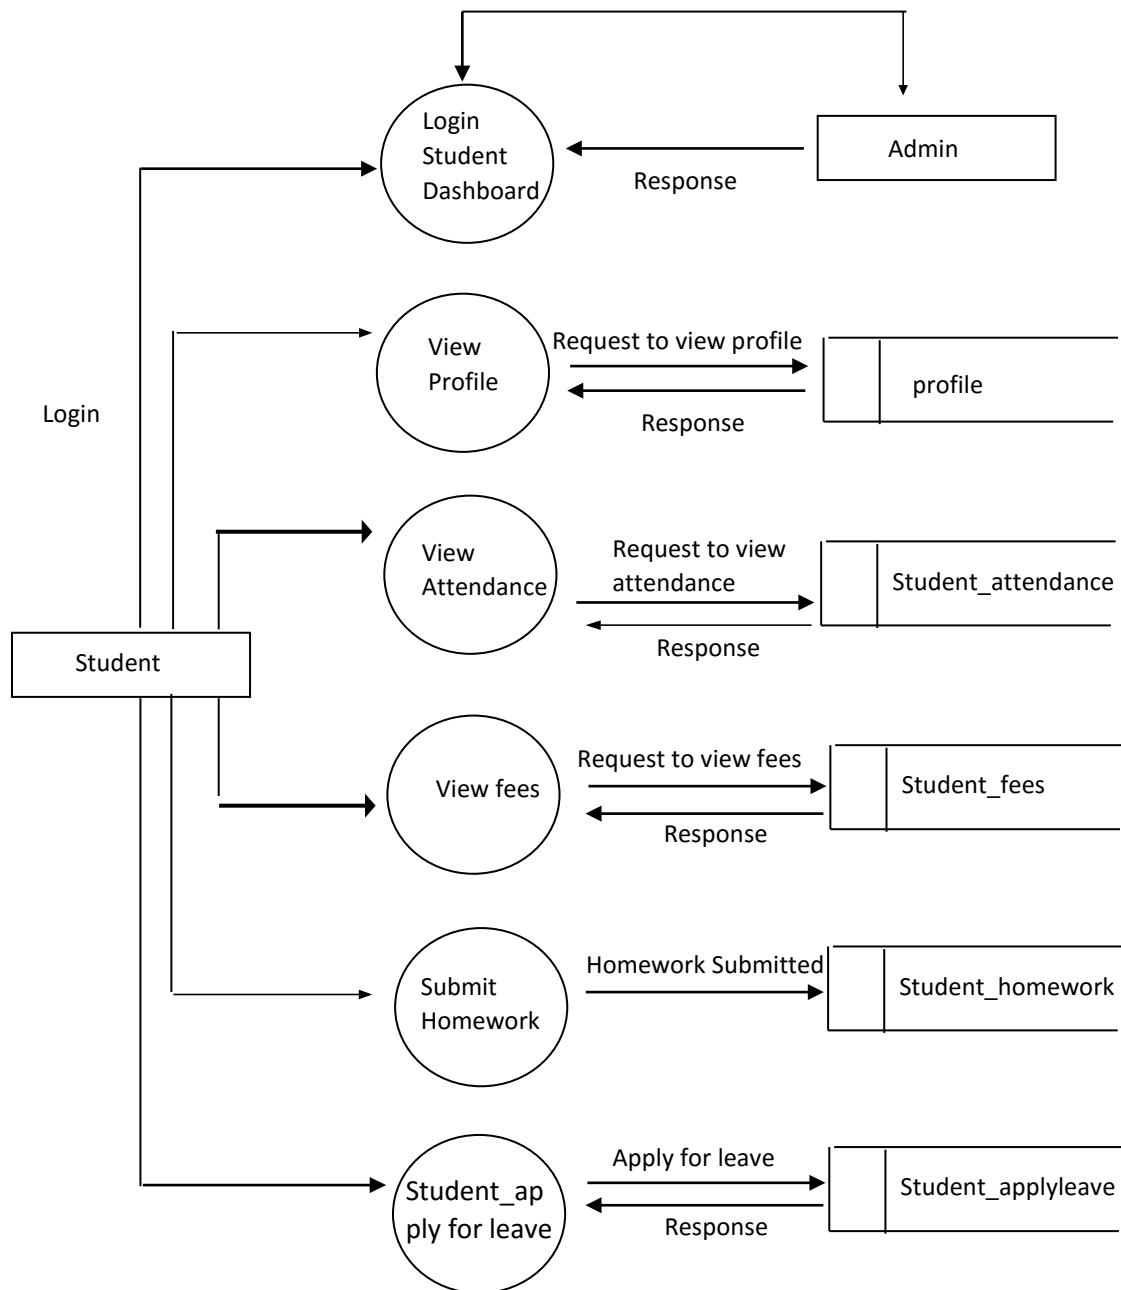 Login
Student
Dashboard
Admin
Response
View
Profile
Request to view profile
Response
profile
Login
View
Attendance
Request to view
attendance
Response
Student_attendance
Student
View fees
Request to view fees
Response
Student_fees
Submit
Homework
Homework Submitted
Student_homework
Student_ap
ply for leave
Apply for leave
Response
Student_applyleave